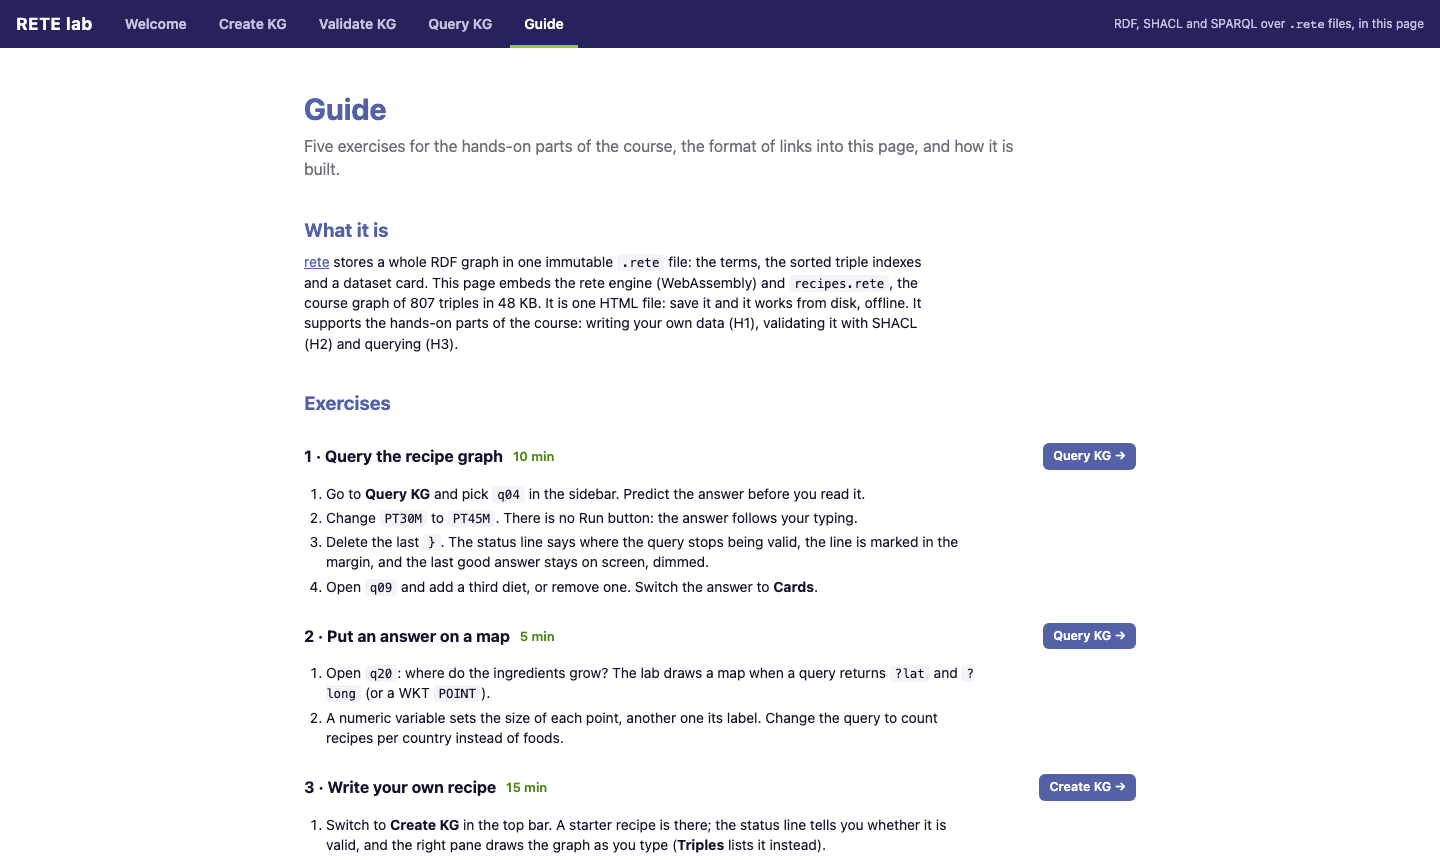 RETE lab Welcome Create KG Validate KG Query KG Guide RDF, SHACL and SPARQL over .rete files, in this page
Guide
Five exercises for the hands-on parts of the course, the format of links into this page, and how it is
built.
What it is
rete stores a whole RDF graph in one immutable .rete file: the terms, the sorted triple indexes
and a dataset card. This page embeds the rete engine (WebAssembly) and recipes.rete, the
course graph of 807 triples in 48 KB. It is one HTML file: save it and it works from disk, offline. It
supports the hands-on parts of the course: writing your own data (H1), validating it with SHACL
(H2) and querying (H3).
Exercises
1 · Query the recipe graph 10 min Query KG →
1. Go to Query KG and pick q04 in the sidebar. Predict the answer before you read it.
2. Change PT30M to PT45M. There is no Run button: the answer follows your typing.
3. Delete the last }. The status line says where the query stops being valid, the line is marked in the
margin, and the last good answer stays on screen, dimmed.
4. Open q09 and add a third diet, or remove one. Switch the answer to Cards.
2 · Put an answer on a map 5 min Query KG →
1. Open q20: where do the ingredients grow? The lab draws a map when a query returns ?lat and ?
long (or a WKT POINT).
2. A numeric variable sets the size of each point, another one its label. Change the query to count
recipes per country instead of foods.
3 · Write your own recipe 15 min Create KG →
1. Switch to Create KG in the top bar. A starter recipe is there; the status line tells you whether it is
valid, and the right pane draws the graph as you type (Triples lists it instead).